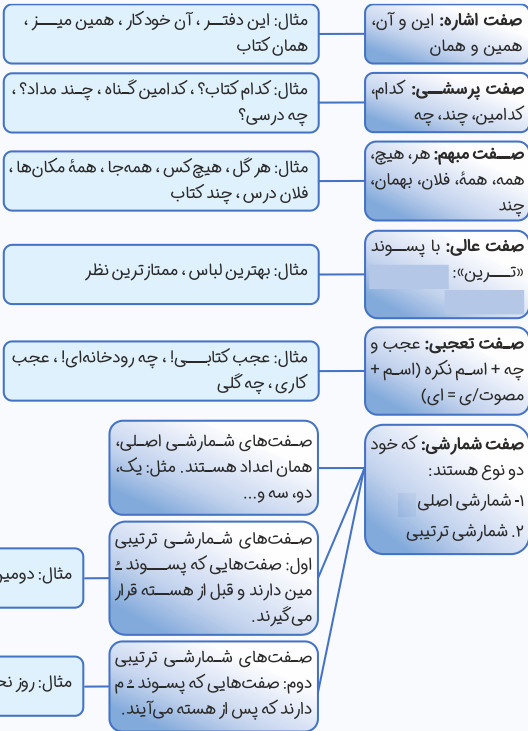 صفت اشاره: این و آن،
همین و همان
مثال: این دفتر ، آن خودکار ، همین میز ،
همان کتاب
صفت پرسشی: کدام،
کدامین، چند، چه
مثال: کدام کتاب؟ ، کدامین گناه ، چند مداد؟ ،
چه درسی؟
صفت مبهم: هر، هیچ،
همه، همهٔ، فلان، بهمان،
چند
مثال: هر گل ، هیچ‌کس ، همه‌جا ، همهٔ مکان‌ها ،
فلان درس ، چند کتاب
صفت عالی: با پسوند
«ترین»:
مثال: بهترین لباس ، ممتازترین نظر
صفت تعجبی: عجب و
چه + اسم نکره (اسم +
مصوت/ی = ای)
مثال: عجب کتابی! ، چه رودخانه‌ای! ، عجب
کاری ، چه گلی
صفت شمارشی: که خود
دو نوع هستند:
۱- شمارشی اصلی
۲. شمارشی ترتیبی
صفت‌های شمارشی اصلی،
همان اعداد هستند. مثل: یک،
دو، سه و...
صفت‌های شمارشی ترتیبی
اول: صفت‌هایی که پسوند ـُ
مین دارند و قبل از هسته قرار
می‌گیرند.
مثال: دومین
صفت‌های شمارشی ترتیبی
دوم: صفت‌هایی که پسوند ـُ م
دارند که پس از هسته می‌آیند.
مثال: روز